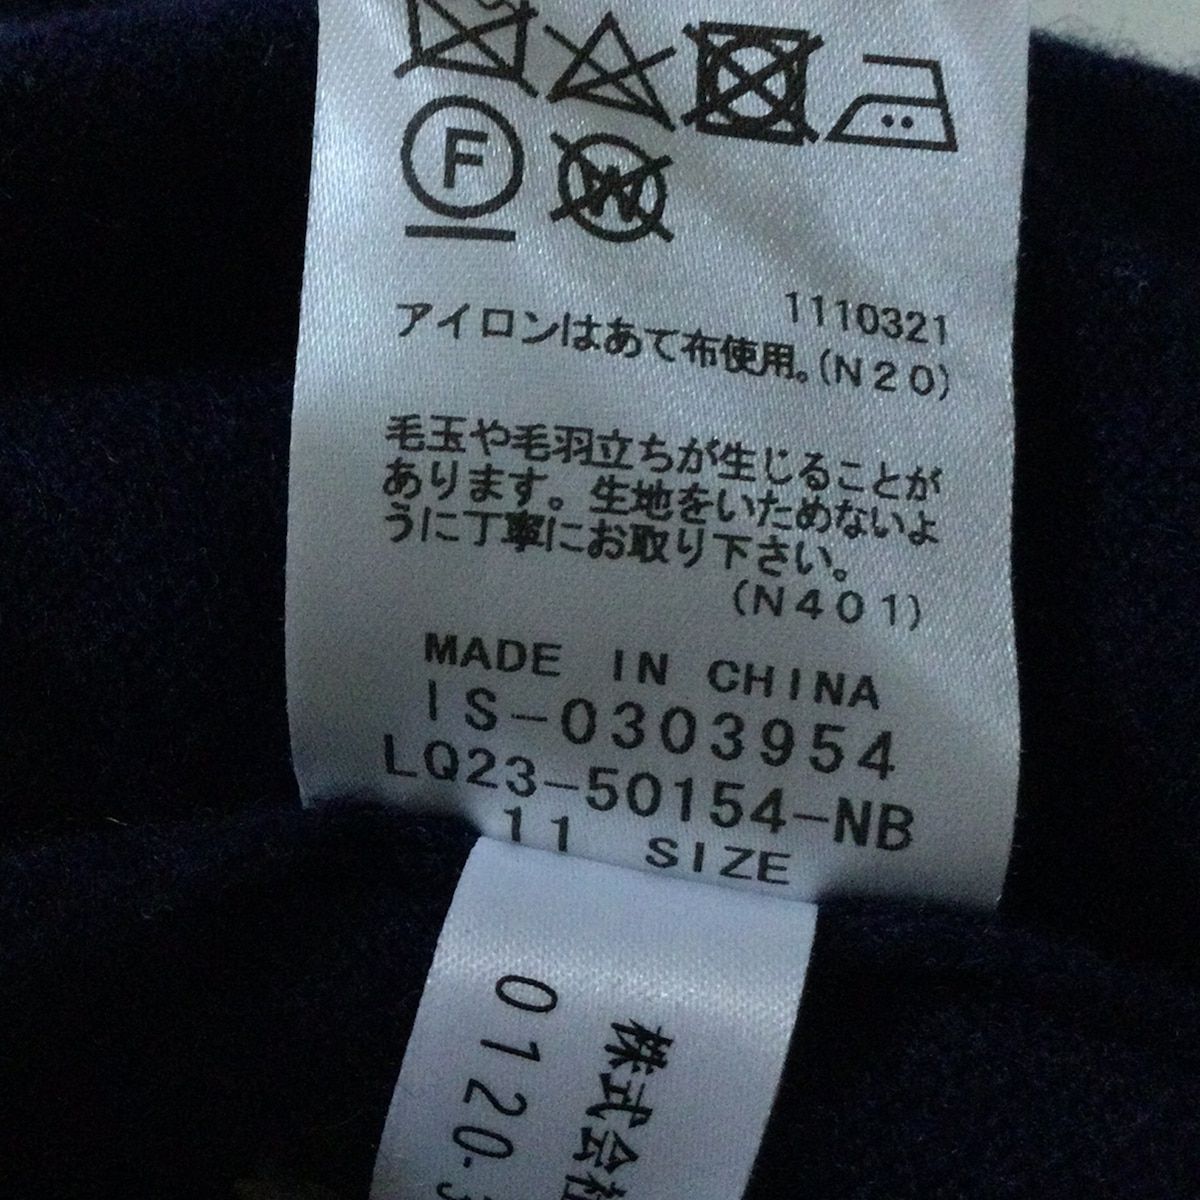 F
W
1110321
アイロンはあて布使用。(N20)
毛玉や毛羽立ちが生じることが
あります。生地をいためないよ
うに丁寧にお取り下さい。
(N401)
MADE IN CHINA
IS-0303954
LQ23-50154-NB
11 SIZE
株式会社
0120-3